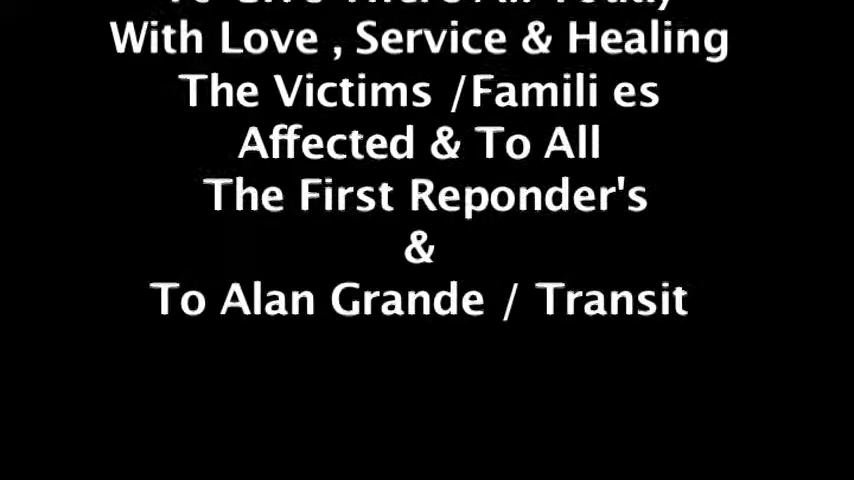 With Love , Service & Healing
The Victims /Famili es
Affected & To All
The First Reponder's
&
To Alan Grande / Transit